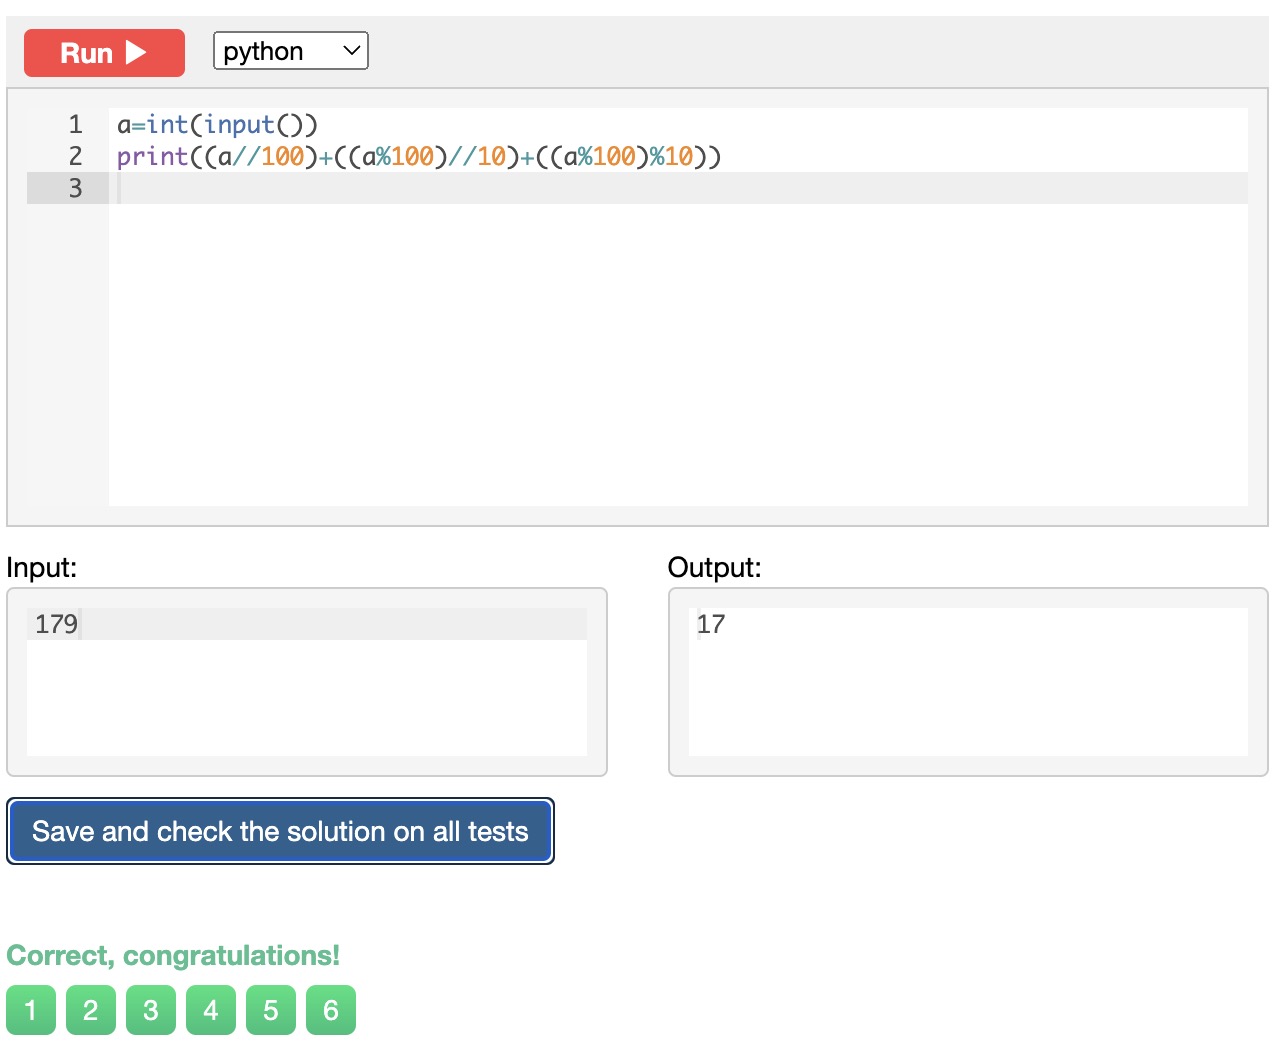 Run
python
1 a=int(input())
2 print((a//100)+((a%100)//10)+((a%100)%10))
3
Input:
Output:
179
17
Save and check the solution on all tests
Correct, congratulations!
1 2 3 4 5 6